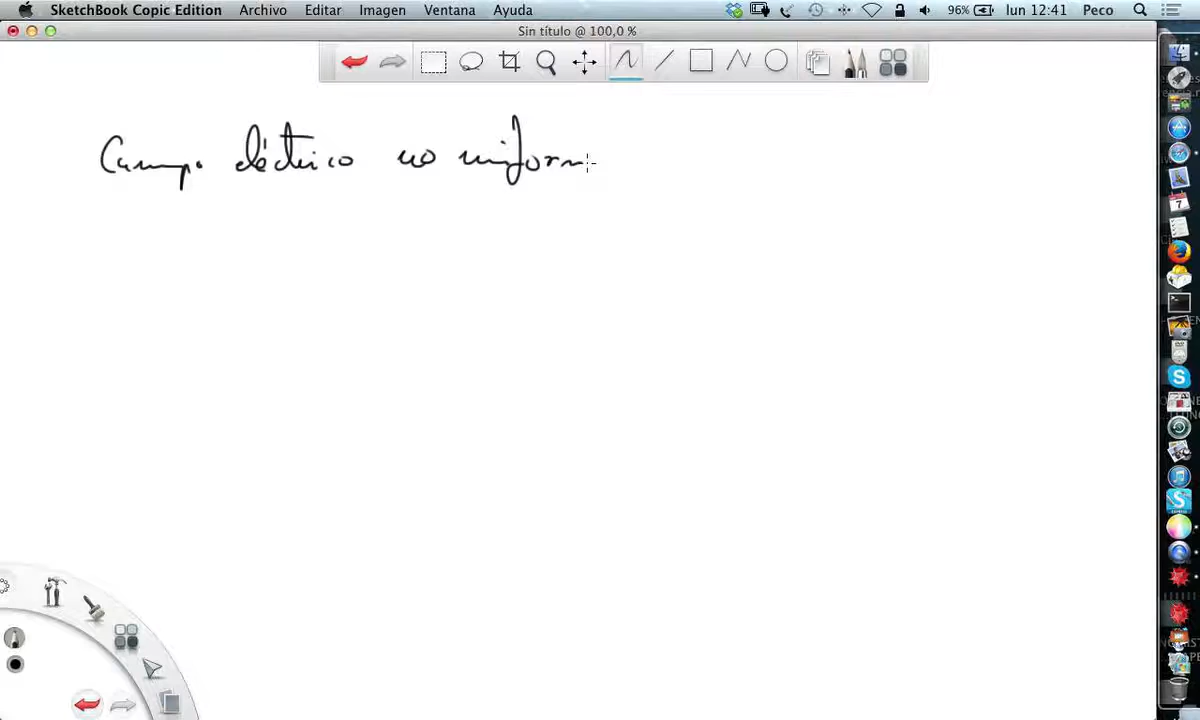 SketchBook Copic Edition Archivo Editar Imagen Ventana Ayuda 96% lun 12:41 Peco
Sin título @ 100,0 %
Campo eléctrico no uniform